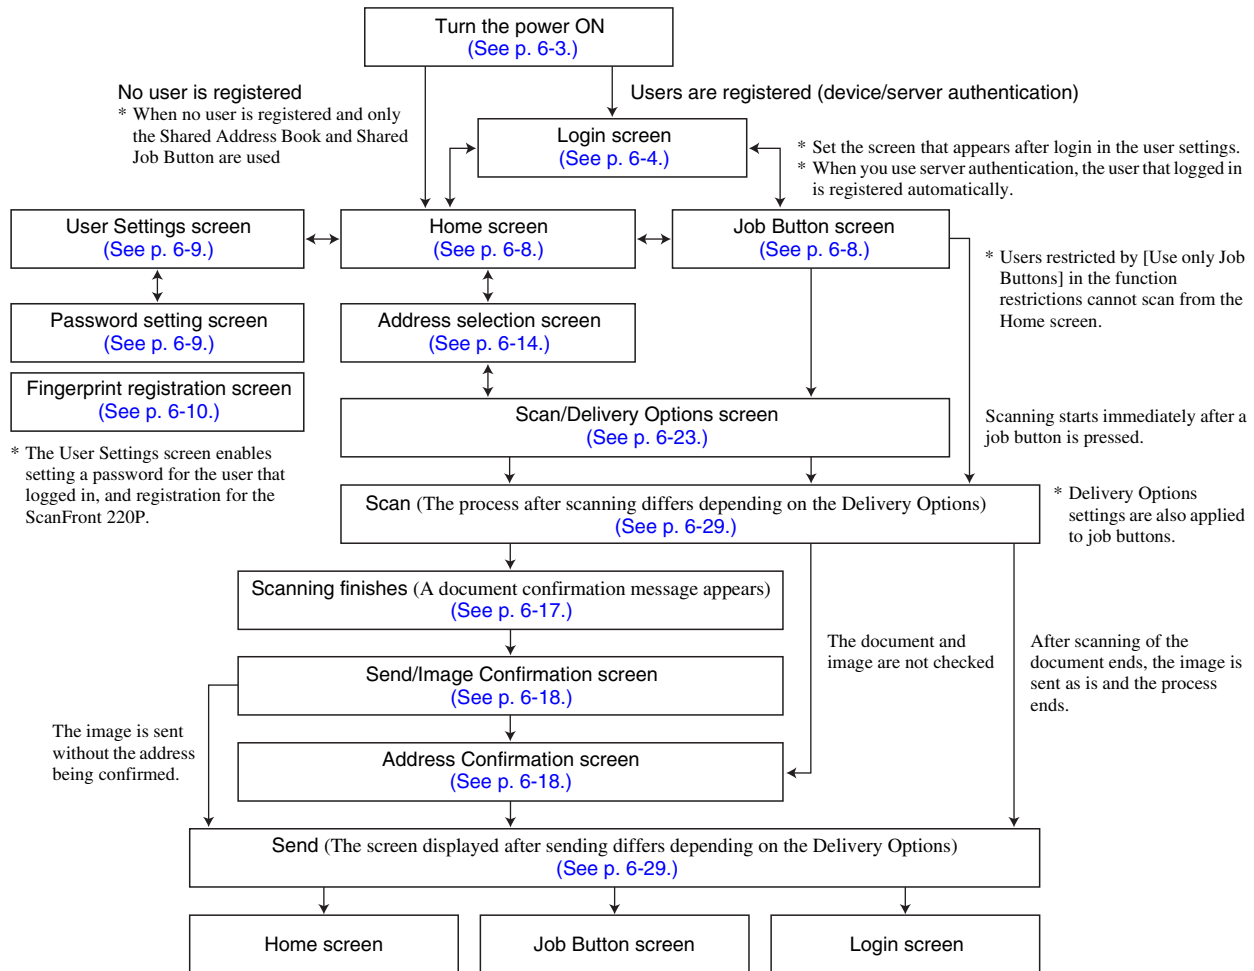 Turn the power ON
(See p. 6-3.)
No user is registered
* When no user is registered and only
the Shared Address Book and Shared
Job Button are used
Users are registered (device/server authentication)
Login screen
(See p. 6-4.)
* Set the screen that appears after login in the user settings.
* When you use server authentication, the user that logged in
is registered automatically.
User Settings screen
(See p. 6-9.)
Home screen
(See p. 6-8.)
Job Button screen
(See p. 6-8.)
* Users restricted by [Use only Job
Buttons] in the function
restrictions cannot scan from the
Home screen.
Password setting screen
(See p. 6-9.)
Address selection screen
(See p. 6-14.)
Fingerprint registration screen
(See p. 6-10.)
* The User Settings screen enables
setting a password for the user that
logged in, and registration for the
ScanFront 220P.
Scan/Delivery Options screen
(See p. 6-23.)
Scanning starts immediately after a
job button is pressed.
Scan (The process after scanning differs depending on the Delivery Options)
(See p. 6-29.)
* Delivery Options
settings are also applied
to job buttons.
Scanning finishes (A document confirmation message appears)
(See p. 6-17.)
The document and
image are not checked
After scanning of the
document ends, the image is
sent as is and the process
ends.
Send/Image Confirmation screen
(See p. 6-18.)
The image is sent
without the address
being confirmed.
Address Confirmation screen
(See p. 6-18.)
Send (The screen displayed after sending differs depending on the Delivery Options)
(See p. 6-29.)
Home screen
Job Button screen
Login screen